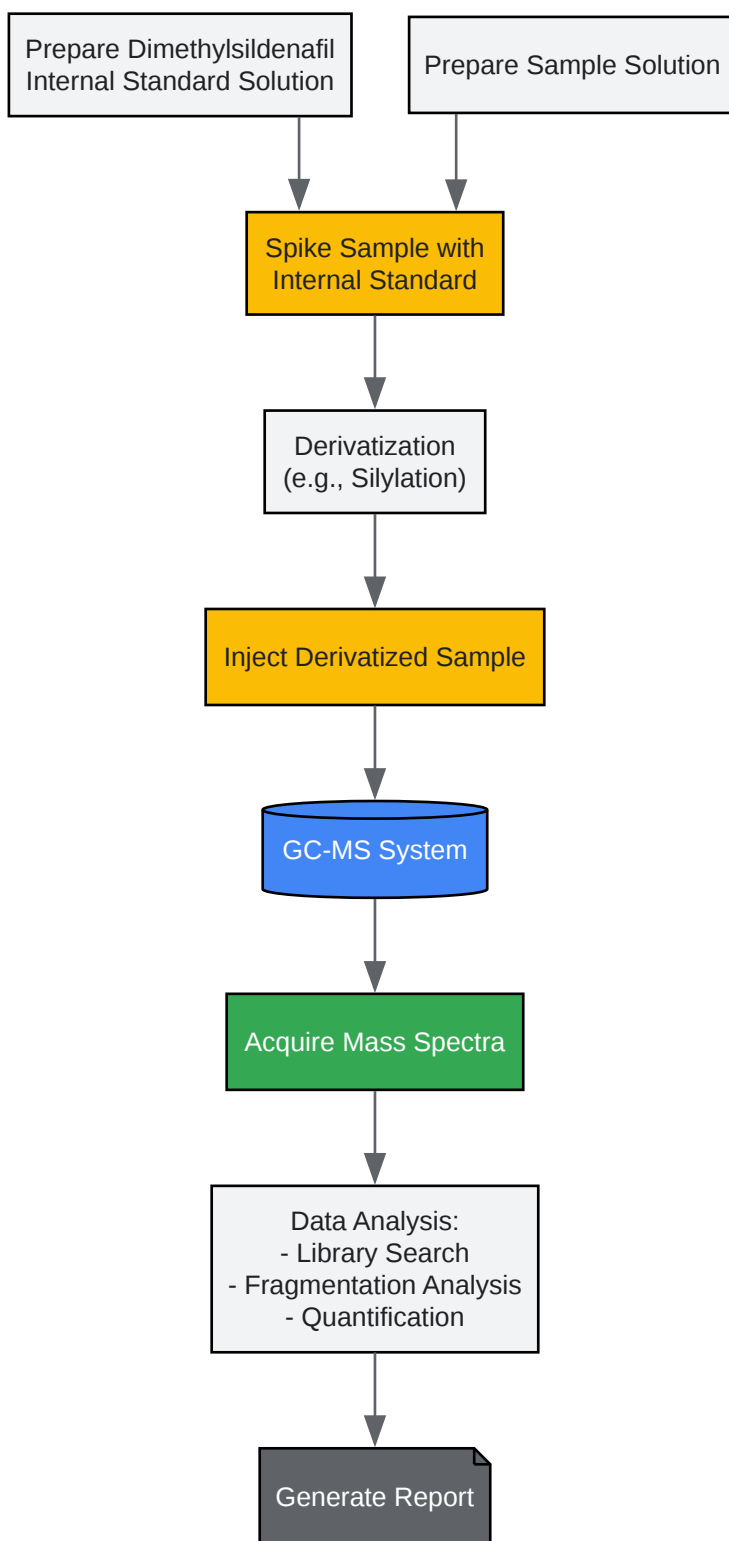 Prepare Dimethylsildenafil
Internal Standard Solution
Prepare Sample Solution
Spike Sample with
Internal Standard
Derivatization
(e.g., Silylation)
Inject Derivatized Sample
GC-MS System
Acquire Mass Spectra
Data Analysis:
- Library Search
- Fragmentation Analysis
- Quantification
Generate Report